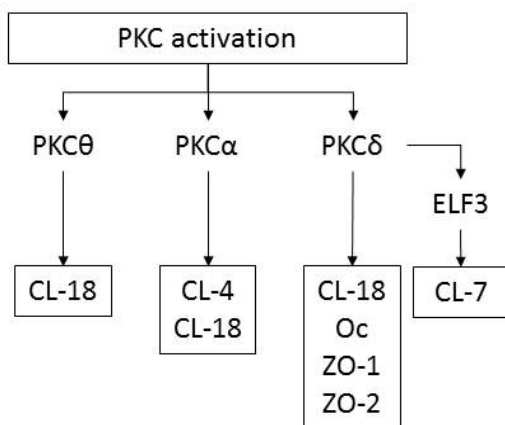 PKC activation
PKCθ PKCα PKCδ
ELF3
CL-18 CL-4 CL-18 CL-7
CL-18 Oc
ZO-1
ZO-2